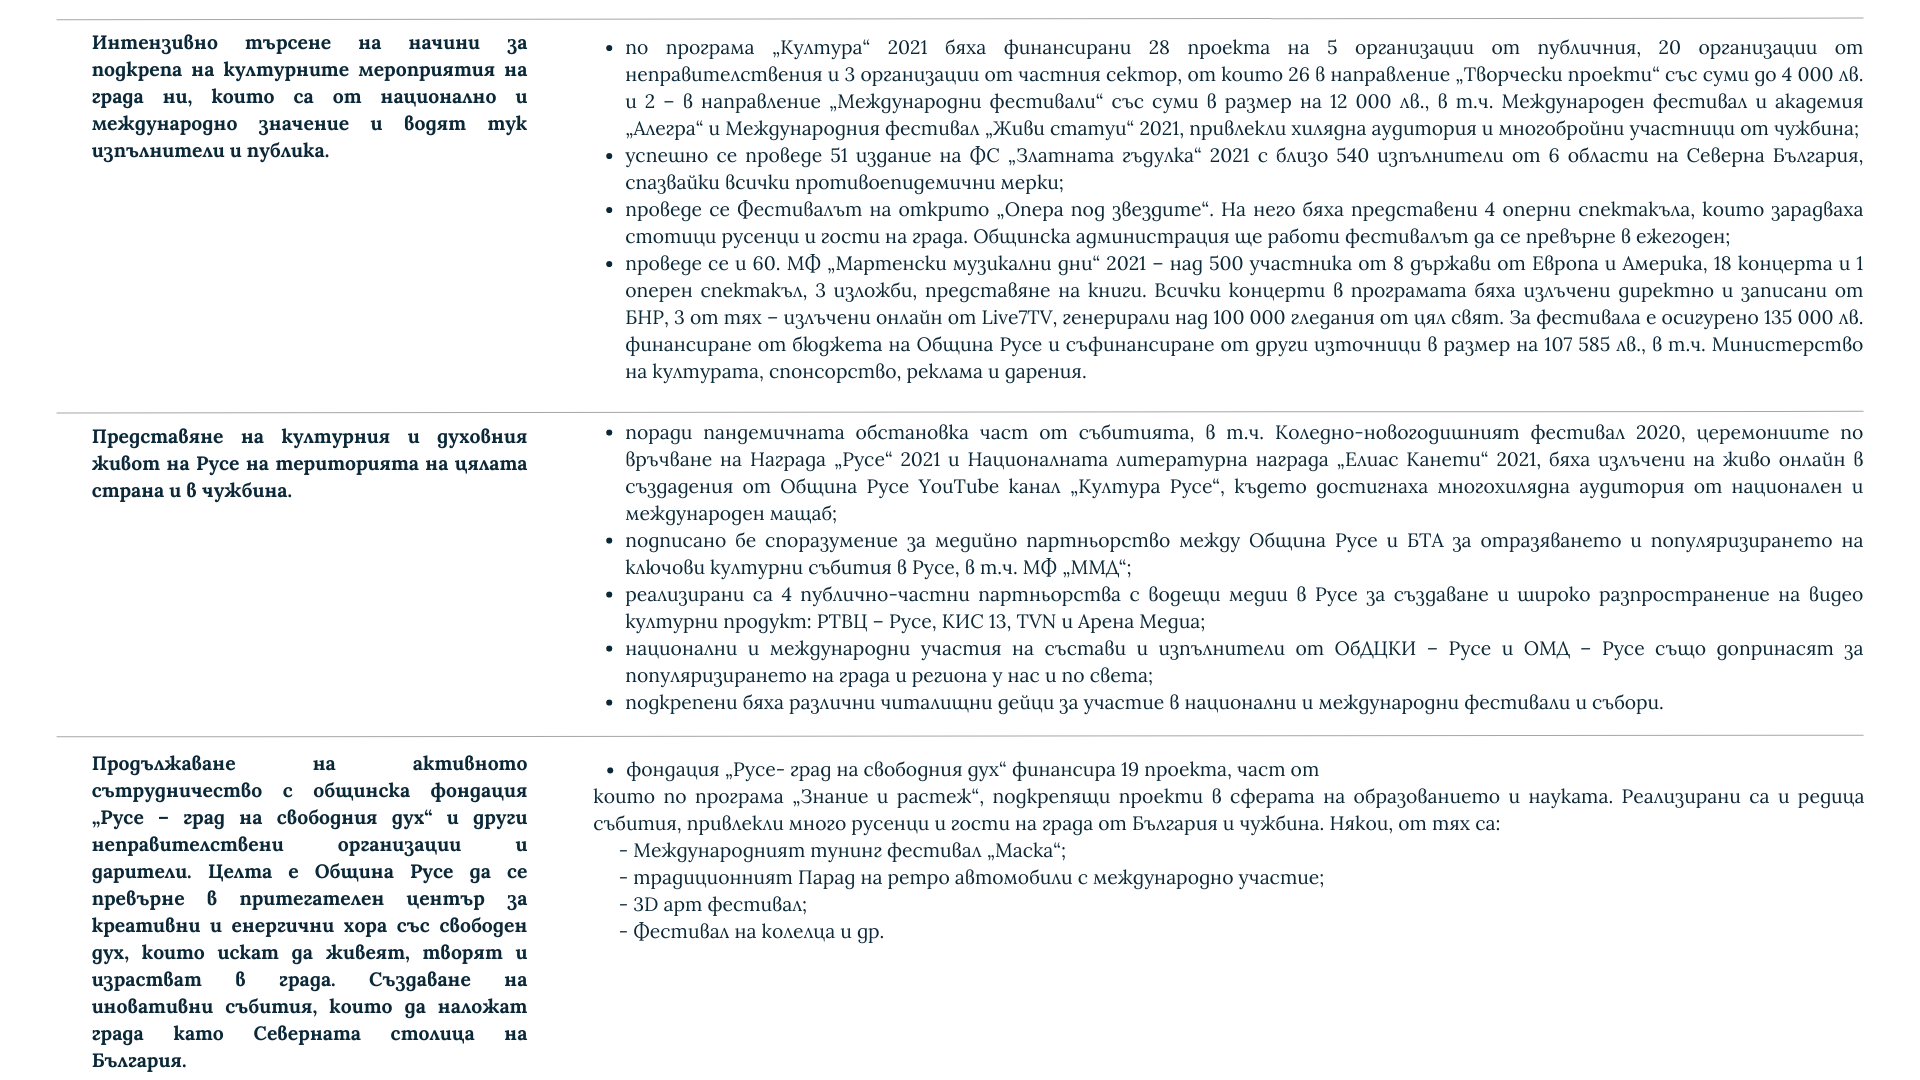 Интензивно търсене на начини за
подкрепа на културните мероприятия на
града ни, които са от национално и
международно значение и водят тук
изпълнители и публика.
• по програма „Култура“ 2021 бяха финансирани 28 проекта на 5 организации от публичния, 20 организации от
неправителствения и 3 организации от частния сектор, от които 26 в направление „Творчески проекти“ със суми до 4 000 лв.
и 2 – в направление „Международни фестивали“ със суми в размер на 12 000 лв., в т.ч. Международен фестивал и академия
„Алегра“ и Международния фестивал „Живи статуи“ 2021, привлекли хилядна аудитория и многобройни участници от чужбина;
• успешно се проведе 51 издание на ФС „Златната гъдулка“ 2021 с близо 540 изпълнители от 6 области на Северна България,
спазвайки всички противоепидемични мерки;
• проведе се Фестивалът на открито „Опера под звездите“. На него бяха представени 4 оперни спектакъла, които зарадваха
стотици русенци и гости на града. Общинска администрация ще работи фестивалът да се превърне в ежегоден;
• проведе се и 60. МФ „Мартенски музикални дни“ 2021 – над 500 участника от 8 държави от Европа и Америка, 18 концерта и 1
оперен спектакъл, 3 изложби, представяне на книги. Всички концерти в програмата бяха излъчени директно и записани от
БНР, 3 от тях – излъчени онлайн от Live7TV, генерирали над 100 000 гледания от цял свят. За фестивала е осигурено 135 000 лв.
финансиране от бюджета на Община Русе и съфинансиране от други източници в размер на 107 585 лв., в т.ч. Министерство
на културата, спонсорство, реклама и дарения.
Представяне на културния и духовния
живот на Русе на територията на цялата
страна и в чужбина.
• поради пандемичната обстановка част от събитията, в т.ч. Коледно-новогодишният фестивал 2020, церемониите по
връчване на Награда „Русе“ 2021 и Националната литературна награда „Елиас Канети“ 2021, бяха излъчени на живо онлайн в
създадения от Община Русе YouTube канал „Култура Русе“, където достигнаха многохилядна аудитория от национален и
международен мащаб;
• подписано бе споразумение за медийно партньорство между Община Русе и БТА за отразяването и популяризирането на
ключови културни събития в Русе, в т.ч. МФ „ММД“;
• реализирани са 4 публично-частни партньорства с водещи медии в Русе за създаване и широко разпространение на видео
културни продукт: РТВЦ – Русе, КИС 13, TVN и Арена Медиа;
• национални и международни участия на състави и изпълнители от ОбДЦКИ – Русе и ОМД – Русе също допринасят за
популяризирането на града и региона у нас и по света;
• подкрепени бяха различни читалищни дейци за участие в национални и международни фестивали и събори.
Продължаване на активното
сътрудничество с общинска фондация
„Русе – град на свободния дух“ и други
неправителствени организации и
дарители. Целта е Община Русе да се
превърне в притегателен център за
креативни и енергични хора със свободен
дух, които искат да живеят, творят и
израстват в града. Създаване на
иновативни събития, които да наложат
града като Северната столица на
България.
• фондация „Русе- град на свободния дух“ финансира 19 проекта, част от
които по програма „Знание и растеж“, подкрепящи проекти в сферата на образованието и науката. Реализирани са и редица
събития, привлекли много русенци и гости на града от България и чужбина. Някои, от тях са:
- Международният тунинг фестивал „Маска“;
- традиционният Парад на ретро автомобили с международно участие;
- 3D арт фестивал;
- Фестивал на колелца и др.